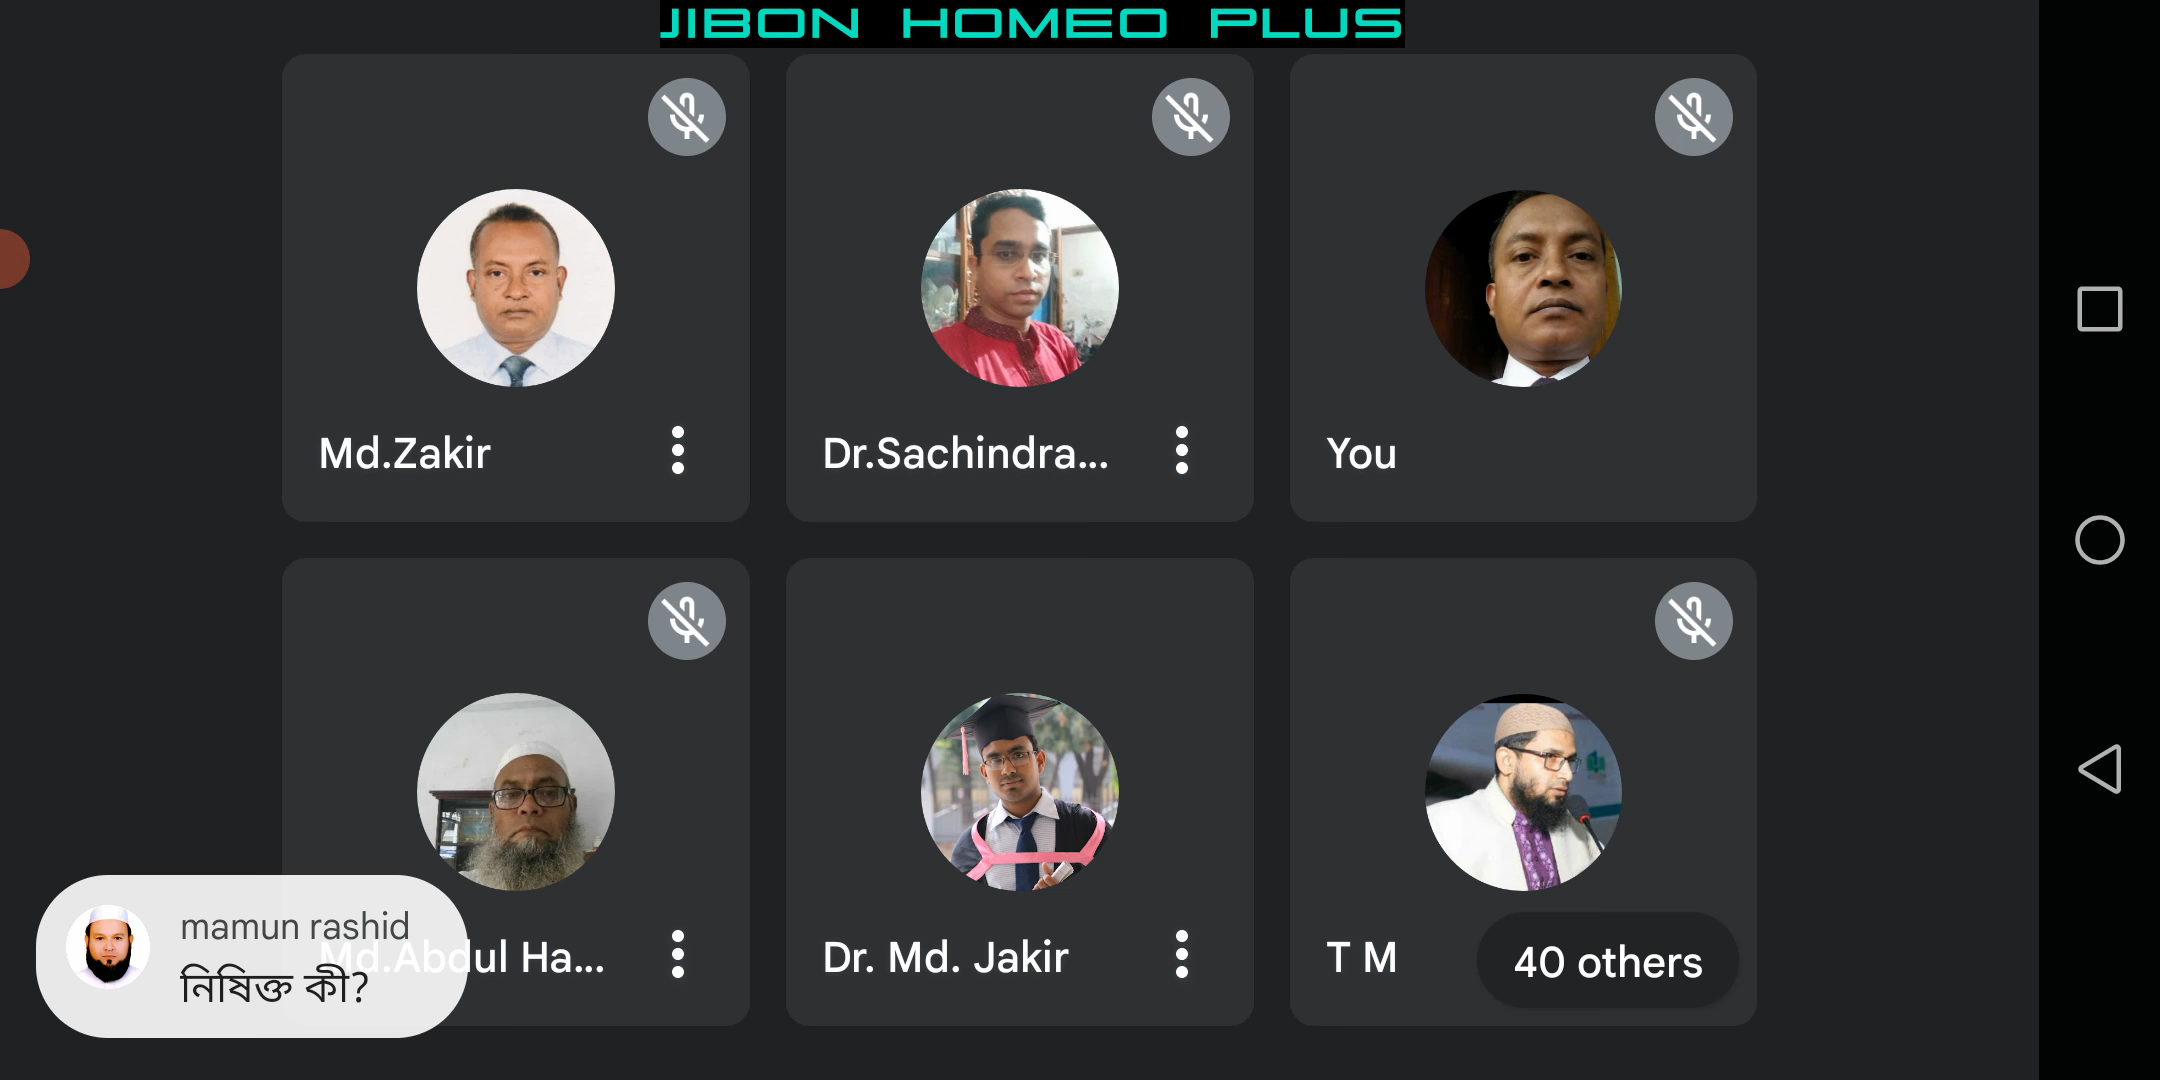 JIBON HOMEO PLUS
Md.Zakir
Dr.Sachindra...
You
Md.Abdul Ha...
Dr. Md. Jakir
T M
40 others
mamun rashid
নিষিক্ত কী?